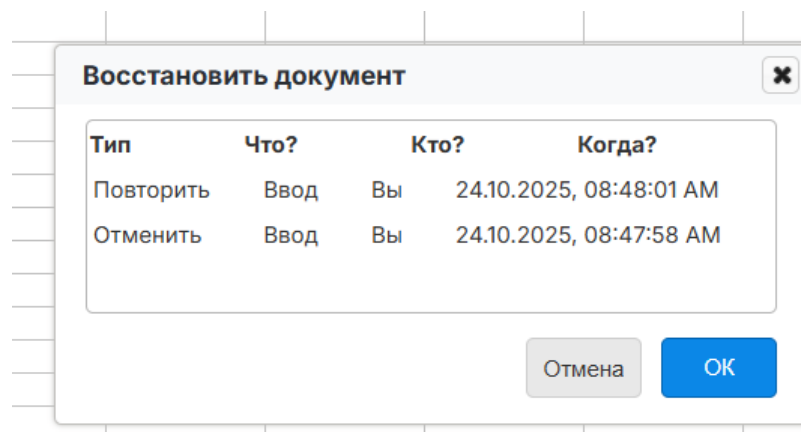 Восстановить документ
Тип Что? Кто? Когда?
Повторить Ввод Вы 24.10.2025, 08:48:01 AM
Отменить Ввод Вы 24.10.2025, 08:47:58 AM
Отмена ОК